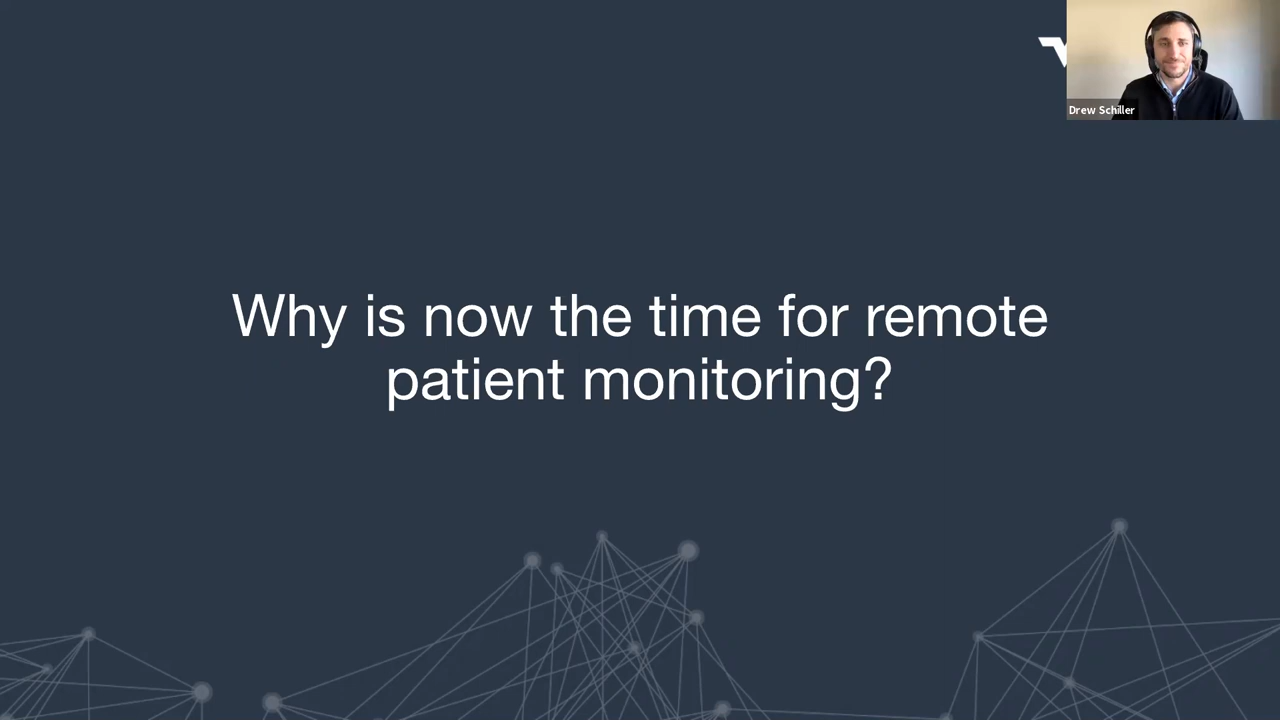 Drew Schiller
Why is now the time for remote
patient monitoring?